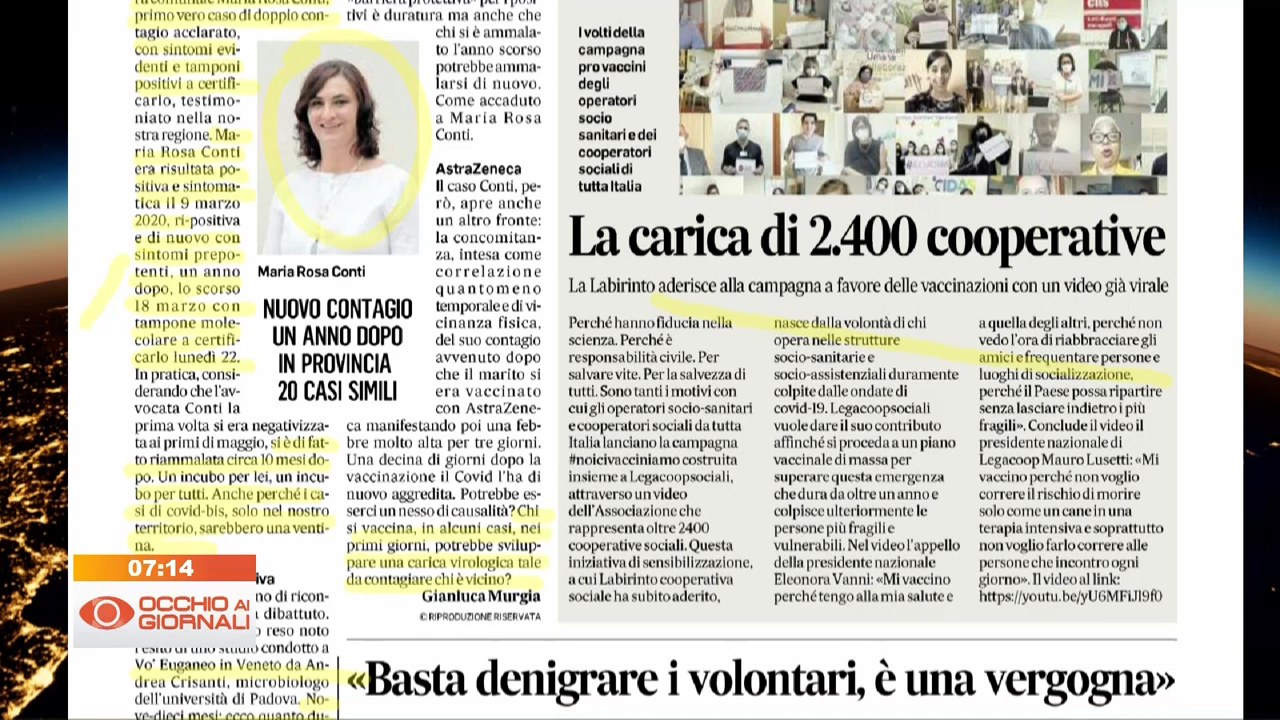 ra comunale Maria Rosa Conti,
primo vero caso di doppio con-
tagio acclarato,
con sintomi evi-
denti e tamponi
positivi a certifi-
carlo, testimo-
niato nella no-
stra regione. Ma-
ria Rosa Conti
era risultata po-
sitiva e sintoma-
tica il 9 marzo
2020, ri-positiva
e di nuovo con
sintomi prepo-
tenti, un anno
dopo, lo scorso
18 marzo con
tampone mole-
colare a certifi-
carlo lunedì 22.
In pratica, consi-
derando che l'av-
vocata Conti la
prima volta si era negativizza-
ta ai primi di maggio, si è di fat-
to riammalata circa 10 mesi do-
po. Un incubo per lei, un incu-
bo per tutti. Anche perché i ca-
si di covid-bis, solo nel nostro
territorio, sarebbero una venti-
na.
iva
no di ricon-
dibattuto.
reso noto
l'esito di uno studio condotto a
Vo' Euganeo in Veneto da An-
drea Crisanti, microbiologo
dell'università di Padova. No-
ve-dieci mesi: ecco quanto du-
Maria Rosa Conti
NUOVO CONTAGIO
UN ANNO DOPO
IN PROVINCIA
20 CASI SIMILI
tivi è duratura ma anche che
chi si è ammala-
to l'anno scorso
potrebbe amma-
larsi di nuovo.
Come accaduto
a Maria Rosa
Conti.
AstraZeneca
Il caso Conti, pe-
rò, apre anche
un altro fronte:
la concomitan-
za, intesa come
correlazione
quantomeno
temporale e di vi-
cinanza fisica,
del suo contagio
avvenuto dopo
che il marito si
era vaccinato
con AstraZene-
ca manifestando poi una feb-
bre molto alta per tre giorni.
Una decina di giorni dopo la
vaccinazione il Covid l'ha di
nuovo aggredita. Potrebbe es-
serci un nesso di causalità? Chi
si vaccina, in alcuni casi, nei
primi giorni, potrebbe svilup-
pare una carica virologica tale
da contagiare chi è vicino?
Gianluca Murgia
© RIPRODUZIONE RISERVATA
I volti della
campagna
pro vaccini
degli
operatori
socio
sanitari e dei
cooperatori
sociali di
tutta Italia
La carica di 2.400 cooperative
La Labirinto aderisce alla campagna a favore delle vaccinazioni con un video già virale
Perché hanno fiducia nella
scienza. Perché è
responsabilità civile. Per
salvare vite. Per la salvezza di
tutti. Sono tanti i motivi con
cui gli operatori socio-sanitari
e cooperatori sociali da tutta
Italia lanciano la campagna
#noicivacciniamo costruita
insieme a Legacoopsociali,
attraverso un video
dell'Associazione che
rappresenta oltre 2400
cooperative sociali. Questa
iniziativa di sensibilizzazione,
a cui Labirinto cooperativa
sociale ha subito aderito,
nasce dalla volontà di chi
opera nelle strutture
socio-sanitarie e
socio-assistenziali duramente
colpite dalle ondate di
covid-19. Legacoopsociali
vuole dare il suo contributo
affinché si proceda a un piano
vaccinale di massa per
superare questa emergenza
che dura da oltre un anno e
colpisce ulteriormente le
persone più fragili e
vulnerabili. Nel video l'appello
della presidente nazionale
Eleonora Vanni: «Mi vaccino
perché tengo alla mia salute e
a quella degli altri, perché non
vedo l'ora di riabbracciare gli
amici e frequentare persone e
luoghi di socializzazione,
perché il Paese possa ripartire
senza lasciare indietro i più
fragili». Conclude il video il
presidente nazionale di
Legacoop Mauro Lusetti: «Mi
vaccino perché non voglio
correre il rischio di morire
solo come un cane in una
terapia intensiva e soprattutto
non voglio farlo correre alle
persone che incontro ogni
giorno». Il video al link:
https://youtu.be/yU6MFiJl9f0
«Basta denigrare i volontari, è una vergogna»
07:14
OCCHIO AI
GIORNALI